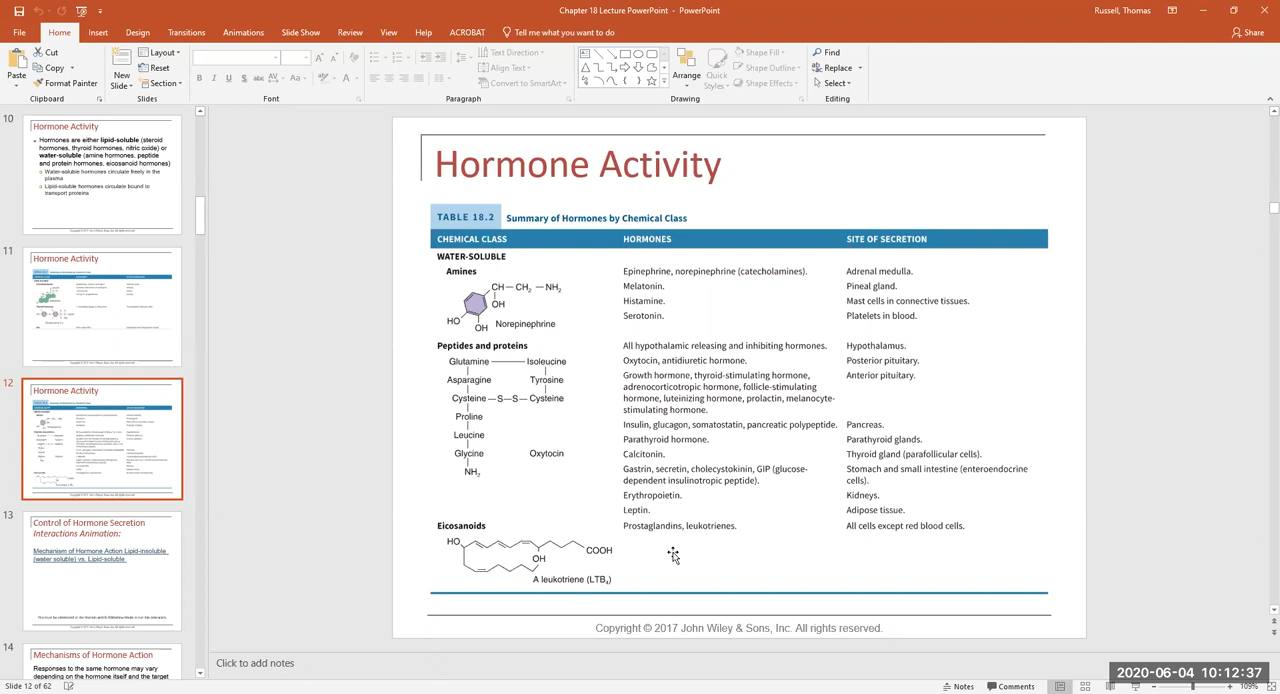 Chapter 18 Lecture PowerPoint - PowerPoint
Russell, Thomas
File Home Insert Design Transitions Animations Slide Show Review View Help ACROBAT Tell me what you want to do
Share
Paste
Cut
Copy
Format Painter
Clipboard
New
Slide
Layout
Reset
Section
Slides
Font
Text Direction
Align Text
Convert to SmartArt
Paragraph
Arrange
Quick
Styles
Shape Fill
Shape Outline
Shape Effects
Drawing
Find
Replace
Select
Editing
10
Hormone Activity
Hormones are either lipid-soluble (steroid
hormones, thyroid hormones, nitric oxide) or
water-soluble (amine hormones, peptide
and protein hormones, eicosanoid hormones)
Water-soluble hormones circulate freely in the
plasma
Lipid-soluble hormones circulate bound to
transport proteins
11
Hormone Activity
12
Hormone Activity
13
Control of Hormone Secretion
Interactions Animation:
Mechanism of Hormone Action Lipid-insoluble
(water soluble) vs. Lipid-soluble
14
Mechanisms of Hormone Action
Responses to the same hormone may vary
depending on the hormone itself and the target
Hormone Activity
TABLE 18.2 Summary of Hormones by Chemical Class
CHEMICAL CLASS HORMONES SITE OF SECRETION
WATER-SOLUBLE
Amines Epinephrine, norepinephrine (catecholamines). Adrenal medulla.
Melatonin. Pineal gland.
Histamine. Mast cells in connective tissues.
Serotonin. Platelets in blood.
CH — CH2 — NH2
OH
HO
OH
Norepinephrine
Peptides and proteins All hypothalamic releasing and inhibiting hormones. Hypothalamus.
Oxytocin, antidiuretic hormone. Posterior pituitary.
Growth hormone, thyroid-stimulating hormone, Anterior pituitary.
adrenocorticotropic hormone, follicle-stimulating
hormone, luteinizing hormone, prolactin, melanocyte-
stimulating hormone.
Insulin, glucagon, somatostatin, pancreatic polypeptide. Pancreas.
Parathyroid hormone. Parathyroid glands.
Calcitonin. Thyroid gland (parafollicular cells).
Gastrin, secretin, cholecystokinin, GIP (glucose- Stomach and small intestine (enteroendocrine
dependent insulinotropic peptide). cells).
Erythropoietin. Kidneys.
Leptin. Adipose tissue.
Glutamine Isoleucine
Asparagine Tyrosine
Cysteine — S — S — Cysteine
Proline
Leucine
Glycine Oxytocin
NH2
Eicosanoids Prostaglandins, leukotrienes. All cells except red blood cells.
HO
COOH
OH
A leukotriene (LTB4)
Copyright © 2017 John Wiley & Sons, Inc. All rights reserved.
Click to add notes
2020-06-04 10:12:37
Slide 12 of 62
Notes
Comments
109%